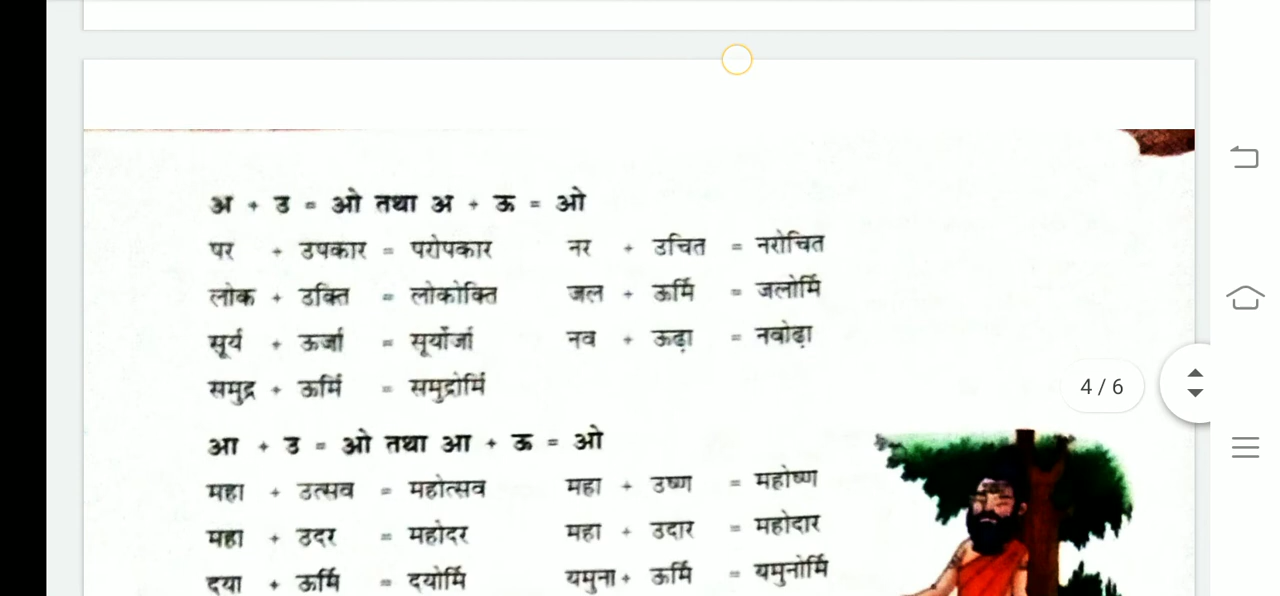 अ + उ = ओ तथा अ + ऊ = ओ
पर + उपकार = परोपकार नर + उचित = नरोचित
लोक + उक्ति = लोकोक्ति जल + ऊर्मि = जलोर्मि
सूर्य + ऊर्जा = सूर्योर्जा नव + ऊढ़ा = नवोढ़ा
समुद्र + ऊर्मि = समुद्रोर्मि
4 / 6
आ + उ = ओ तथा आ + ऊ = ओ
महा + उत्सव = महोत्सव महा + उष्ण = महोष्ण
महा + उदर = महोदर महा + उदार = महोदार
दया + ऊर्मि = दयोर्मि यमुना + ऊर्मि = यमुनोर्मि